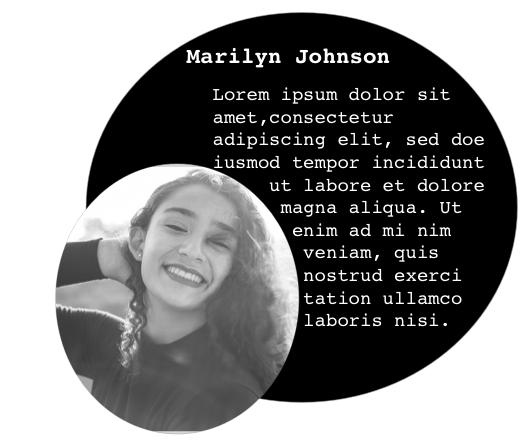 Marilyn Johnson
Lorem ipsum dolor sit
amet,consectetur
adipiscing elit, sed doe
iusmod tempor incididunt
ut labore et dolore
magna aliqua. Ut
enim ad mi nim
veniam, quis
nostrud exerci
tation ullamco
laboris nisi.